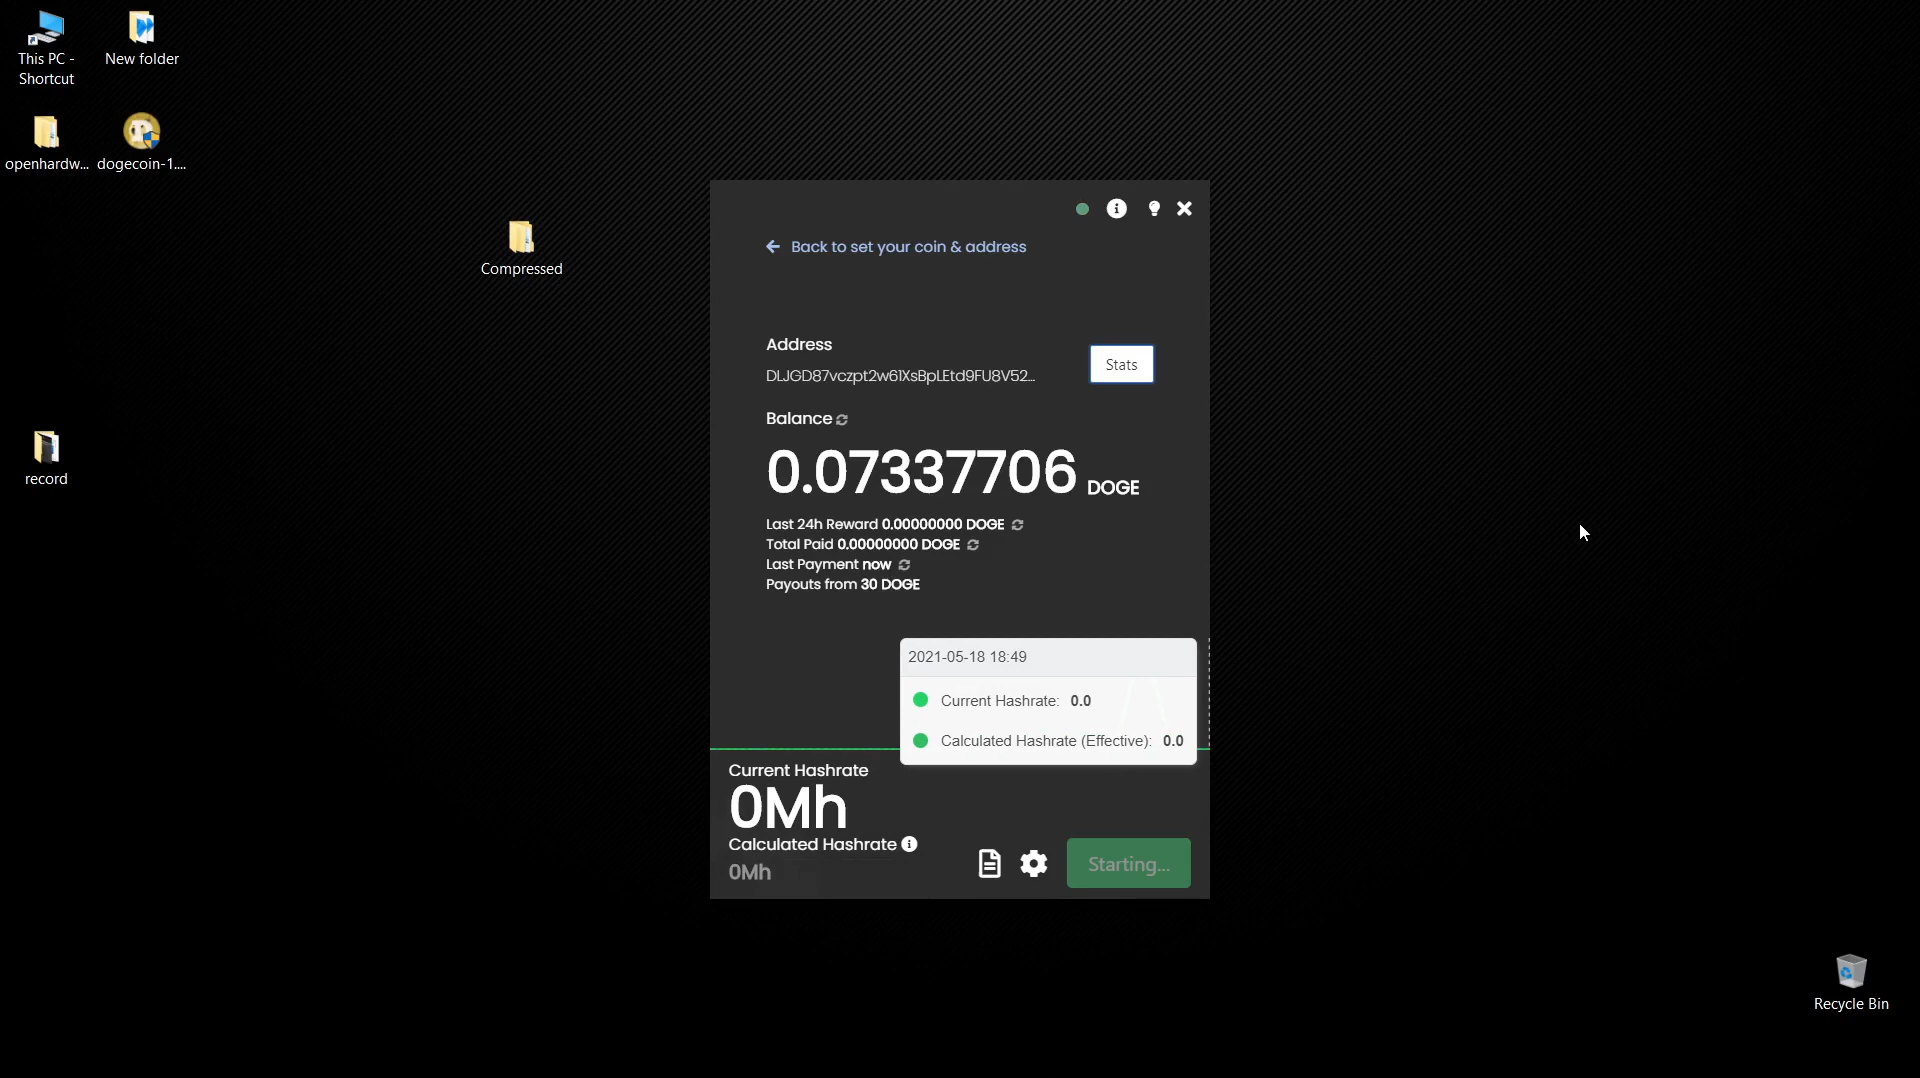 This PC -
Shortcut
New folder
openhardw...
dogecoin-1....
Compressed
record
Back to set your coin & address
Address
DLJGD87vczpt2w61XsBpLEtd9FU8V52...
Stats
Balance
0.07337706 DOGE
Last 24h Reward 0.00000000 DOGE
Total Paid 0.00000000 DOGE
Last Payment now
Payouts from 30 DOGE
2021-05-18 18:49
Current Hashrate: 0.0
Calculated Hashrate (Effective): 0.0
Current Hashrate
0Mh
Calculated Hashrate
0Mh
Starting...
Recycle Bin